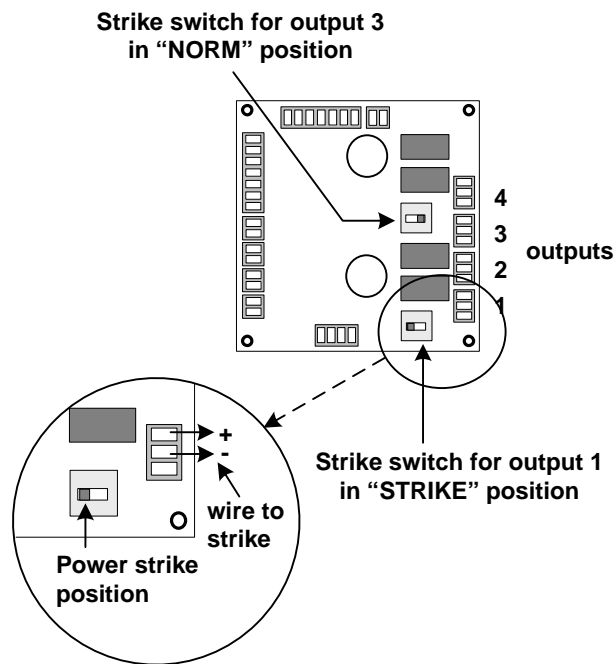 Strike switch for output 3
in “NORM” position
4
3
outputs
2
1
+
-
Strike switch for output 1
in “STRIKE” position
wire to
strike
Power strike
position